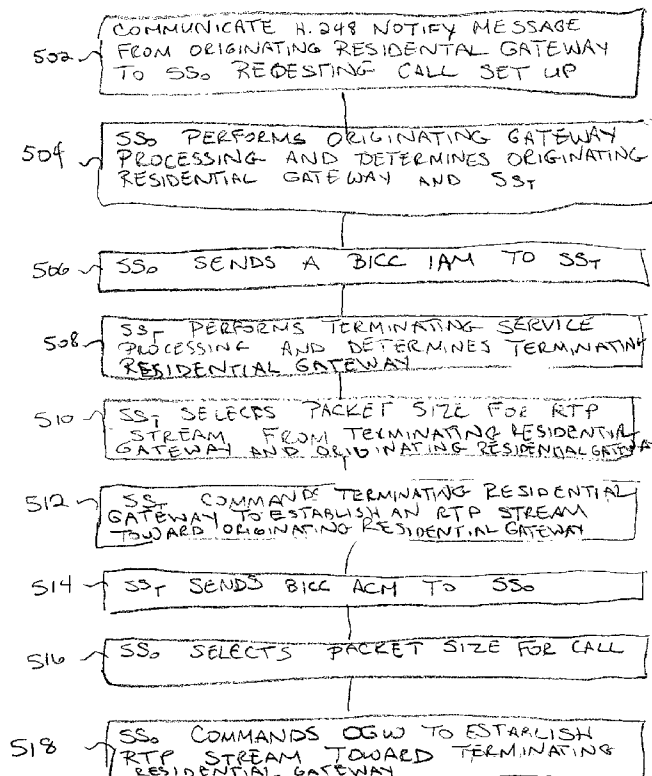 COMMUNICATE H.248 NOTIFY MESSAGE
502 FROM ORIGINATING RESIDENTAL GATEWAY
TO SSO REQESTING CALL SET UP
504 SSO PERFORMS ORIGINATING GATEWAY
PROCESSING AND DETERMINES ORIGINATING
RESIDENTIAL GATEWAY AND SST
506 SSO SENDS A BICC IAM TO SST
508 SST PERFORMS TERMINATING SERVICE
PROCESSING AND DETERMINES TERMINATING
RESIDENTIAL GATEWAY
510 SST SELECTS PACKET SIZE FOR RTP
STREAM FROM TERMINATING RESIDENTIAL
GATEWAY AND ORIGINATING RESIDENTIAL GATEWA
512 SST COMMANDS TERMINATING RESIDENTIAL
GATEWAY TO ESTABLISH AN RTP STREAM
TOWARD ORIGINATING RESIDENTIAL GATEWAY
514 SST SENDS BICC ACM TO SSO
516 SSO SELECTS PACKET SIZE FOR CALL
518 SSO COMMANDS OGW TO ESTABLISH
RTP STREAM TOWARD TERMINATING
RESIDENTIAL GATEWAY